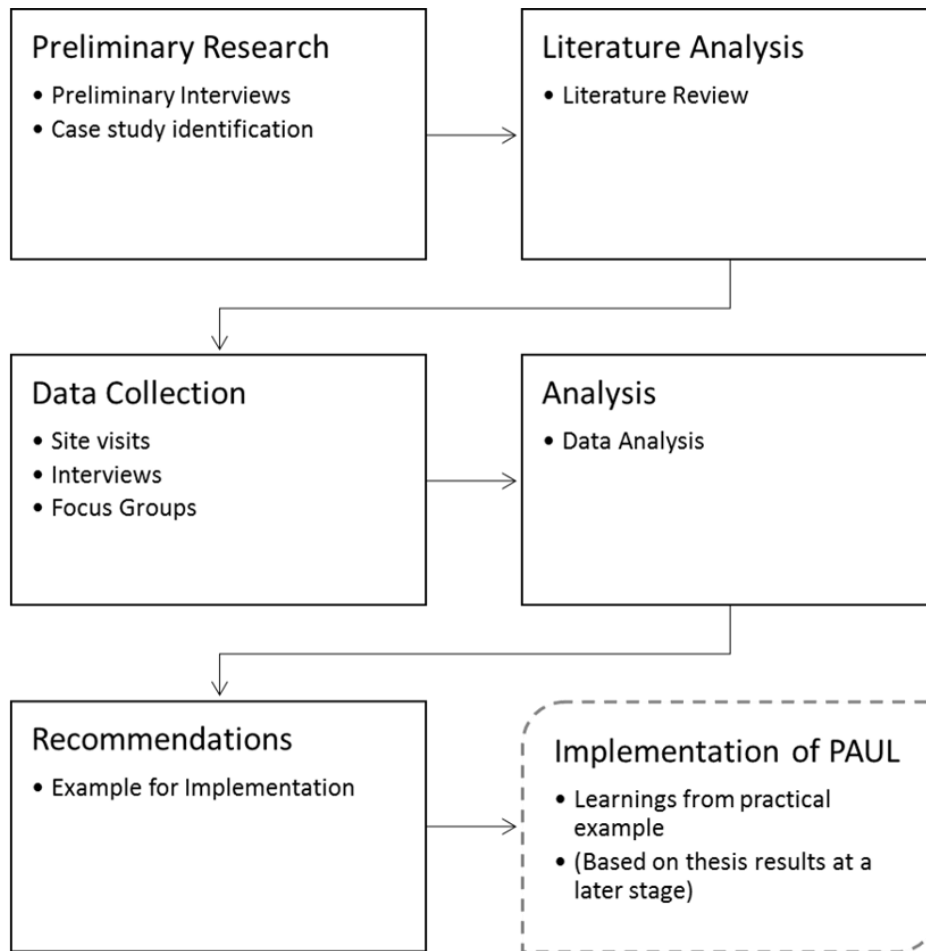 Preliminary Research
• Preliminary Interviews
• Case study identification
Literature Analysis
• Literature Review
Data Collection
• Site visits
• Interviews
• Focus Groups
Analysis
• Data Analysis
Recommendations
• Example for Implementation
Implementation of PAUL
• Learnings from practical
example
• (Based on thesis results at a
later stage)